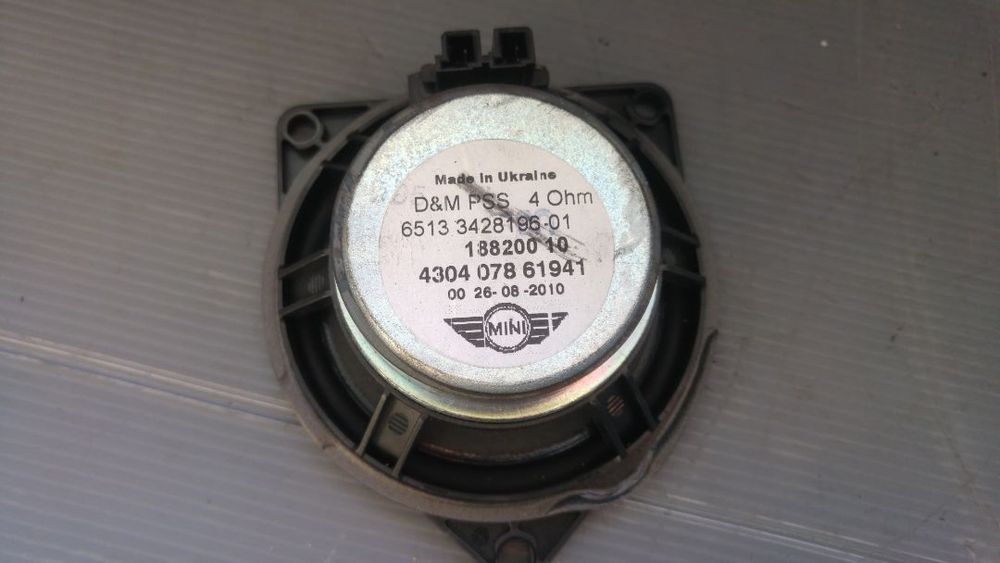 Made in Ukraine
D&M PSS 4 Ohm
6513 3428196-01
188200 10
4304 078 61941
00 26-08-2010
MINI